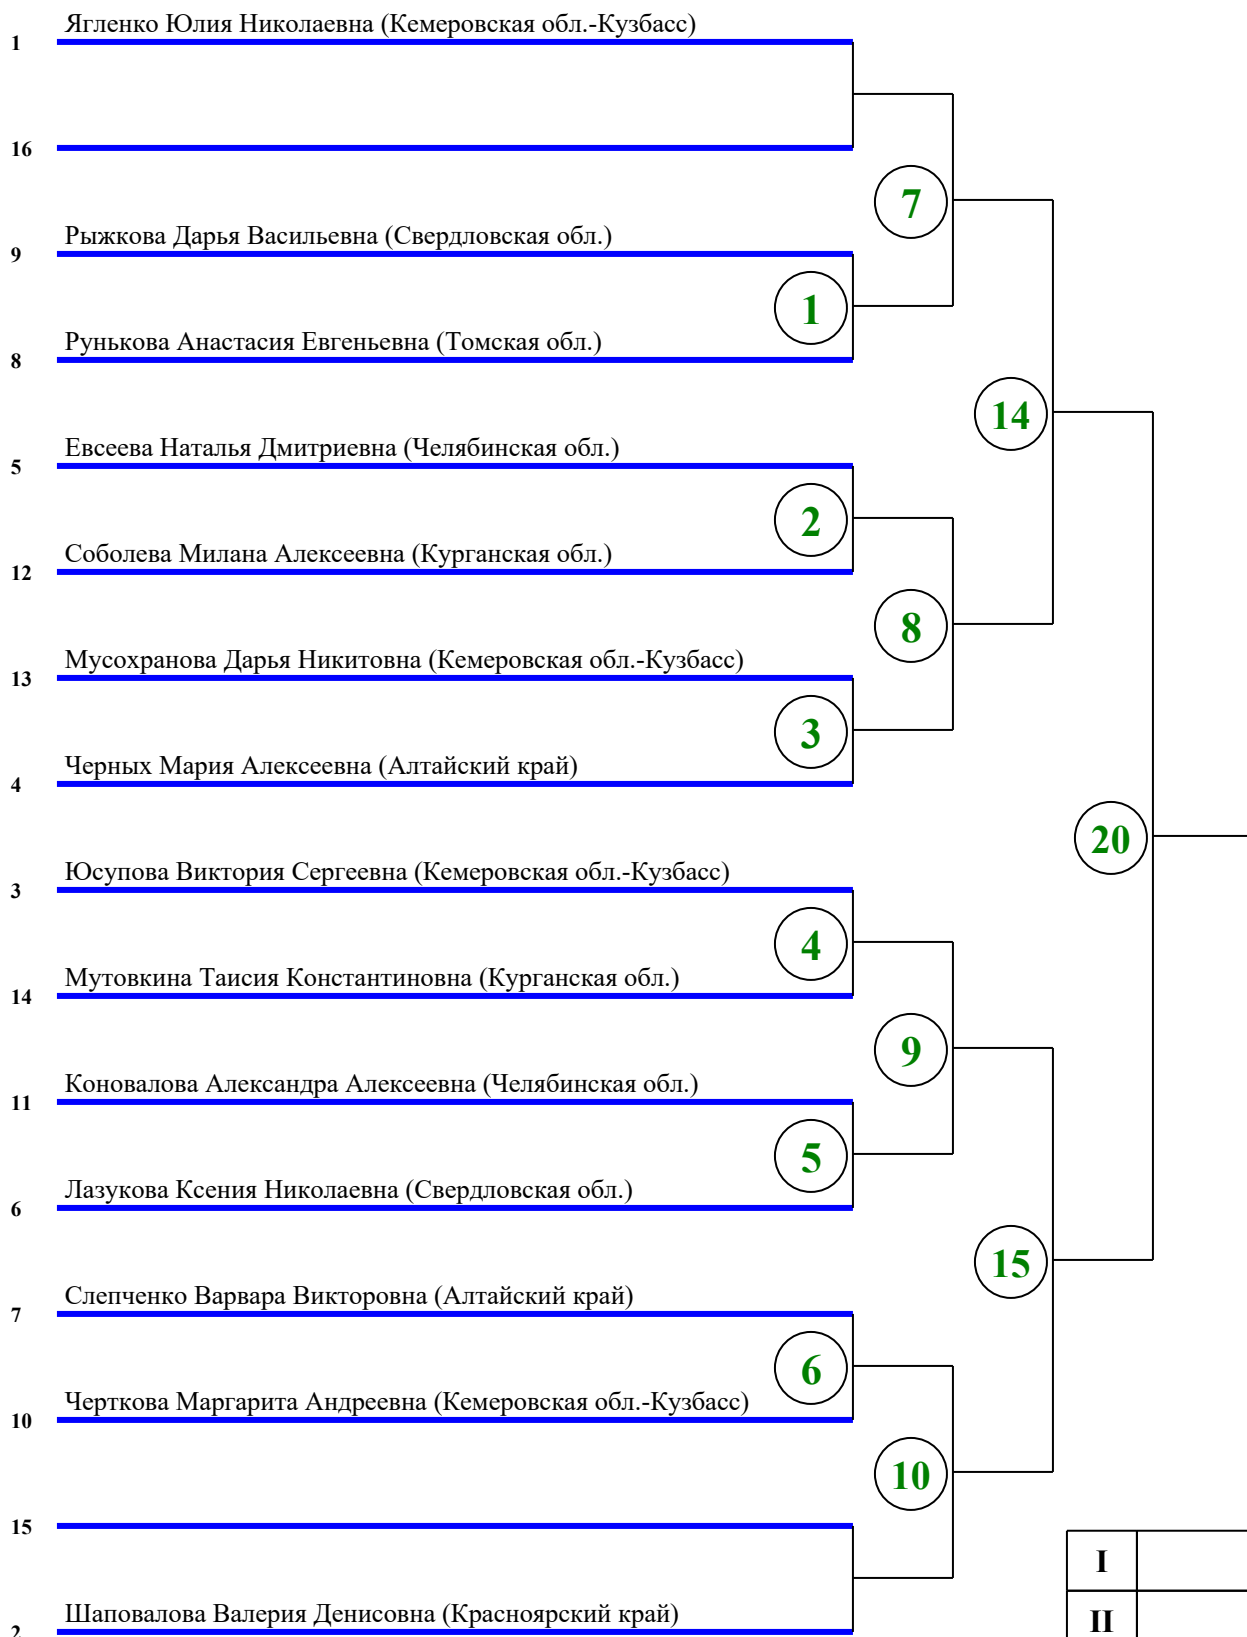 Ягленко Юлия Николаевна (Кемеровская обл.-Кузбасс)
1
16
7
Рыжкова Дарья Васильевна (Свердловская обл.)
9
1
Рунькова Анастасия Евгеньевна (Томская обл.)
8
14
Евсеева Наталья Дмитриевна (Челябинская обл.)
5
2
Соболева Милана Алексеевна (Курганская обл.)
12
8
Мусохранова Дарья Никитовна (Кемеровская обл.-Кузбасс)
13
3
Черных Мария Алексеевна (Алтайский край)
4
20
Юсупова Виктория Сергеевна (Кемеровская обл.-Кузбасс)
3
4
Мутовкина Таисия Константиновна (Курганская обл.)
14
9
Коновалова Александра Алексеевна (Челябинская обл.)
11
5
Лазукова Ксения Николаевна (Свердловская обл.)
6
15
Слепченко Варвара Викторовна (Алтайский край)
7
6
Черткова Маргарита Андреевна (Кемеровская обл.-Кузбасс)
10
10
15
I
Шаповалова Валерия Денисовна (Красноярский край)
2
II